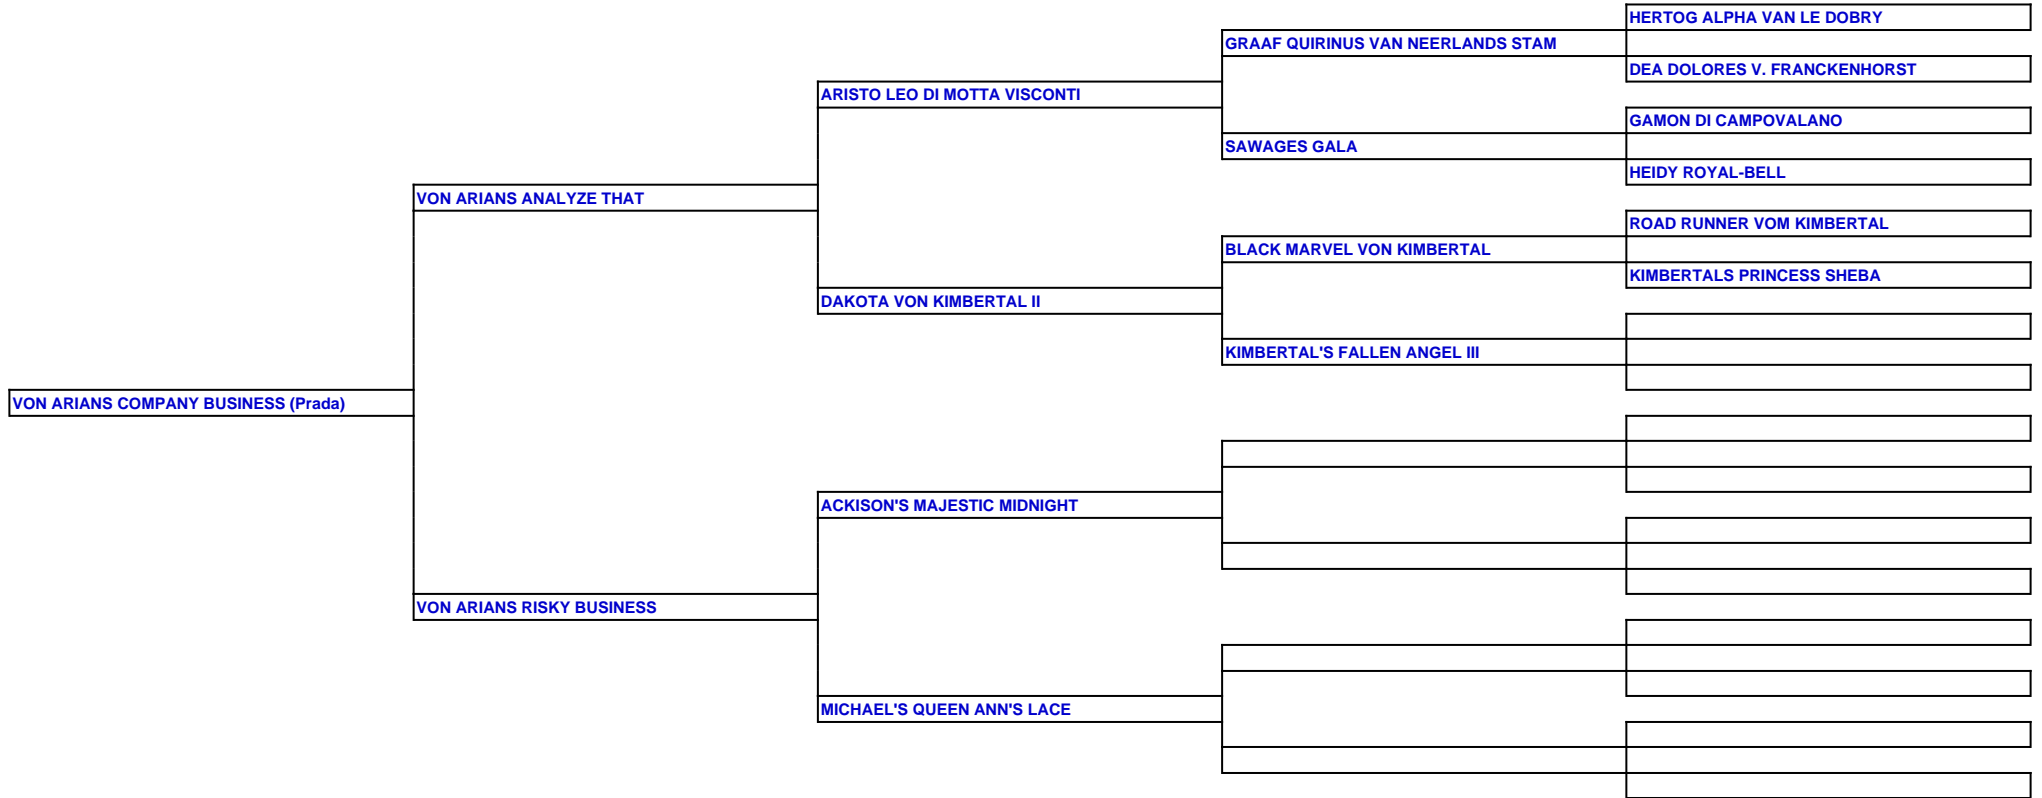 HERTOG ALPHA VAN LE DOBRY
GRAAF QUIRINUS VAN NEERLANDS STAM
DEA DOLORES V. FRANCKENHORST
ARISTO LEO DI MOTTA VISCONTI
GAMON DI CAMPOVALANO
SAWAGES GALA
HEIDY ROYAL-BELL
VON ARIANS ANALYZE THAT
ROAD RUNNER VOM KIMBERTAL
BLACK MARVEL VON KIMBERTAL
KIMBERTALS PRINCESS SHEBA
DAKOTA VON KIMBERTAL II
KIMBERTAL'S FALLEN ANGEL III
VON ARIANS COMPANY BUSINESS (Prada)
ACKISON'S MAJESTIC MIDNIGHT
VON ARIANS RISKY BUSINESS
MICHAEL'S QUEEN ANN'S LACE